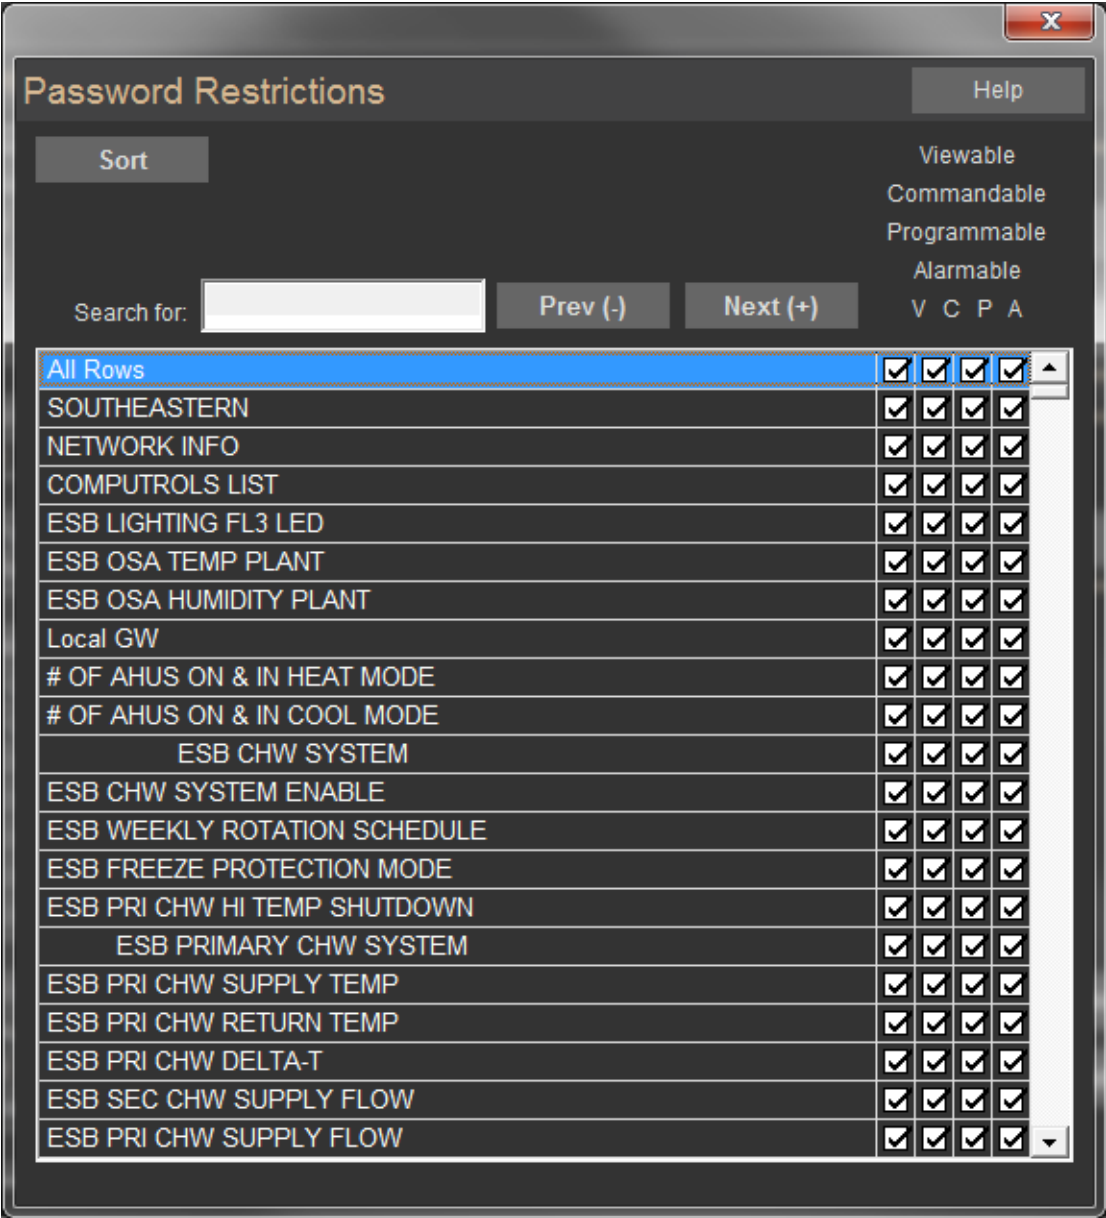 Password Restrictions
Help
Sort
Viewable
Commandable
Programmable
Alarmable
Search for:
Prev (-)
Next (+)
V C P A
All Rows
SOUTHEASTERN
NETWORK INFO
COMPUTROLS LIST
ESB LIGHTING FL3 LED
ESB OSA TEMP PLANT
ESB OSA HUMIDITY PLANT
Local GW
# OF AHUS ON & IN HEAT MODE
# OF AHUS ON & IN COOL MODE
ESB CHW SYSTEM
ESB CHW SYSTEM ENABLE
ESB WEEKLY ROTATION SCHEDULE
ESB FREEZE PROTECTION MODE
ESB PRI CHW HI TEMP SHUTDOWN
ESB PRIMARY CHW SYSTEM
ESB PRI CHW SUPPLY TEMP
ESB PRI CHW RETURN TEMP
ESB PRI CHW DELTA-T
ESB SEC CHW SUPPLY FLOW
ESB PRI CHW SUPPLY FLOW